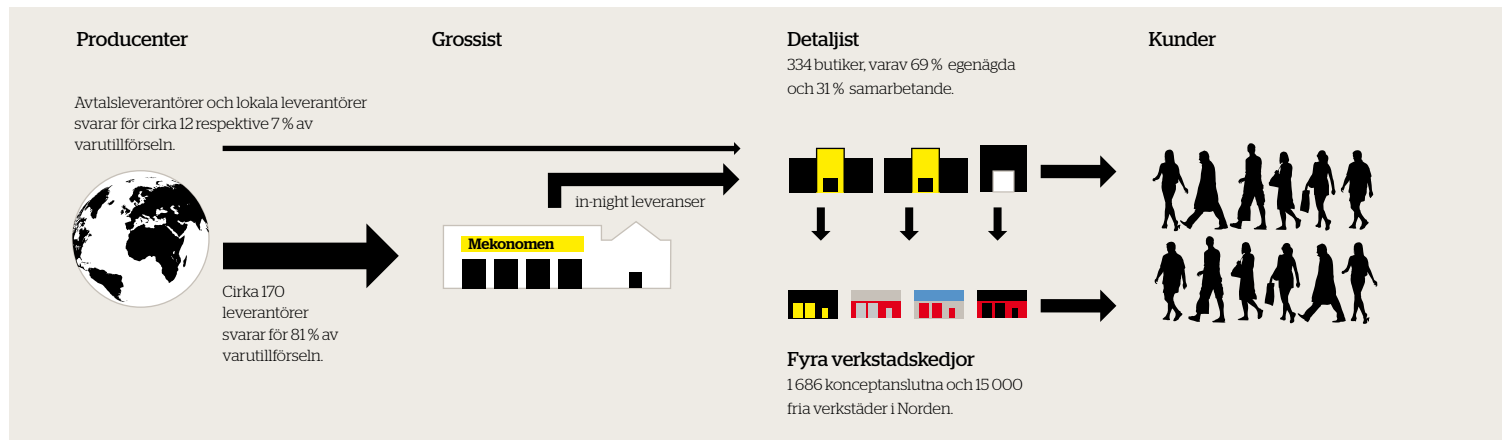 Producenter
Grossist
Detaljist
Kunder
334 butiker, varav 69 % egenägda
och 31 % samarbetande.
Avtalsleverantörer och lokala leverantörer
svarar för cirka 12 respektive 7 % av
varutillförseln.
in-night leveranser
Mekonomen
Cirka 170
leverantörer
svarar för 81 % av
varutillförseln.
Fyra verkstadskedjor
1 686 konceptanslutna och 15 000
fria verkstäder i Norden.